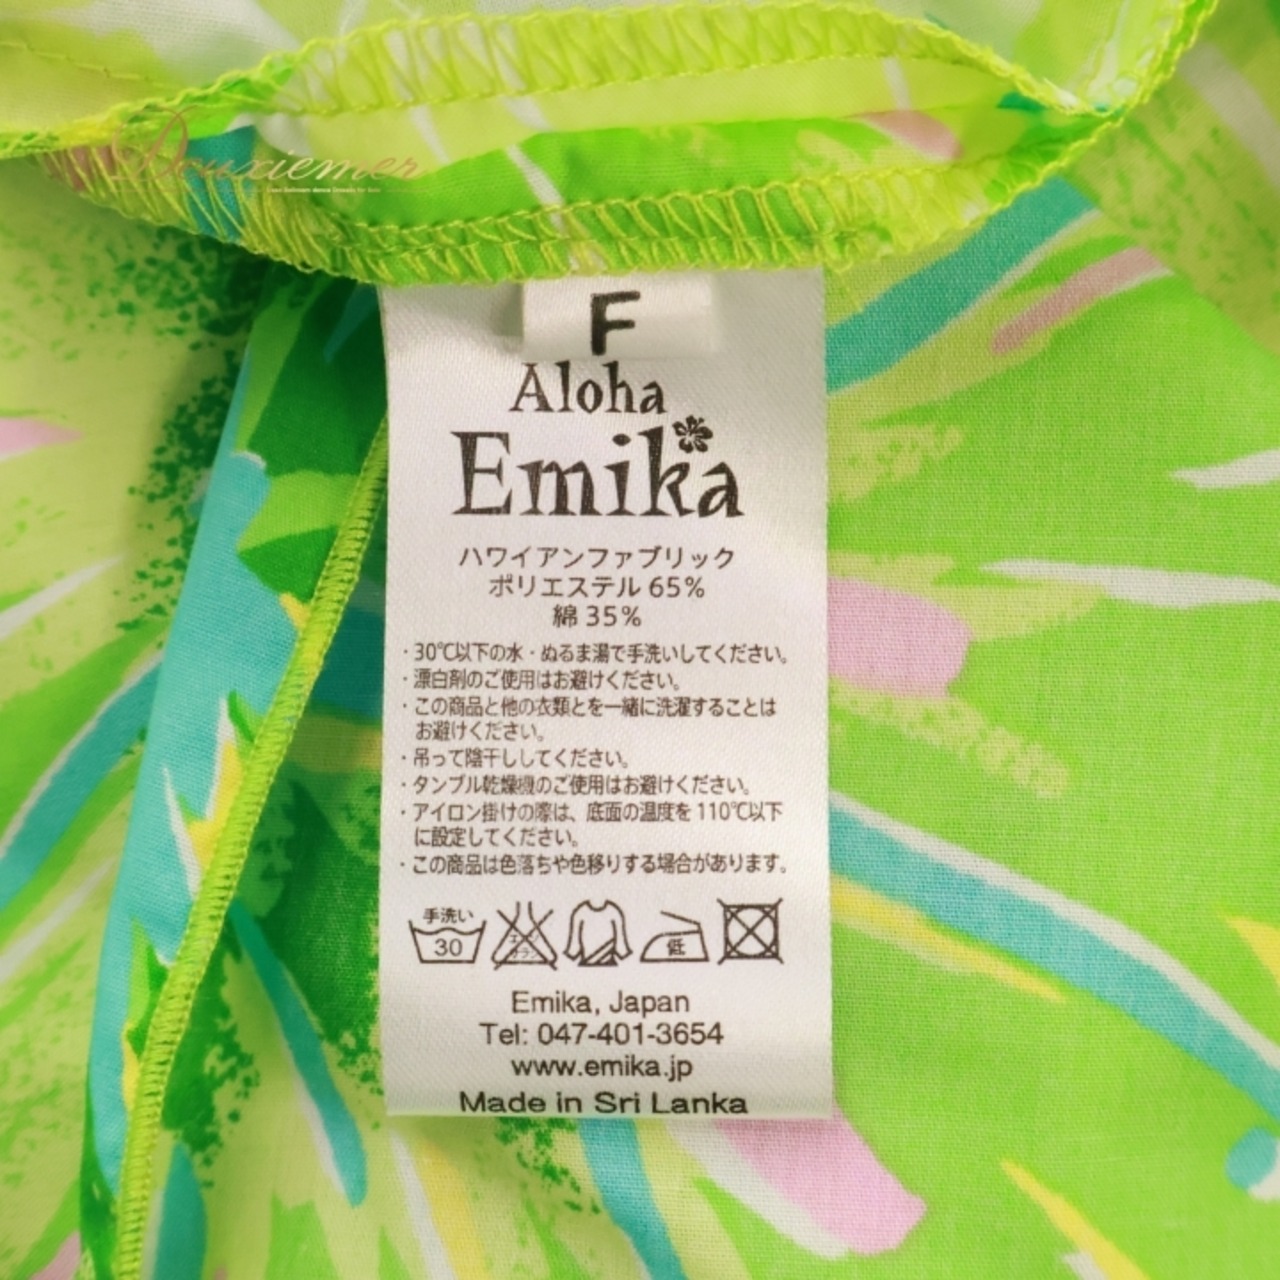 Douxiemer
F
Aloha
Emika
ハワイアンファブリック
ポリエステル 65%
綿 35%
・30℃以下の水・ぬるま湯で手洗いしてください。
・漂白剤のご使用はお避けください。
・この商品と他の衣類とを一緒に洗濯することは
お避けください。
・吊って陰干ししてください。
・タンブル乾燥機のご使用はお避けください。
・アイロン掛けの際は、底面の温度を 110℃以下
に設定してください。
・この商品は色落ちや色移りする場合があります。
手洗い
30
エンソ
サラシ
低
Emika, Japan
Tel: 047-401-3654
www.emika.jp
Made in Sri Lanka